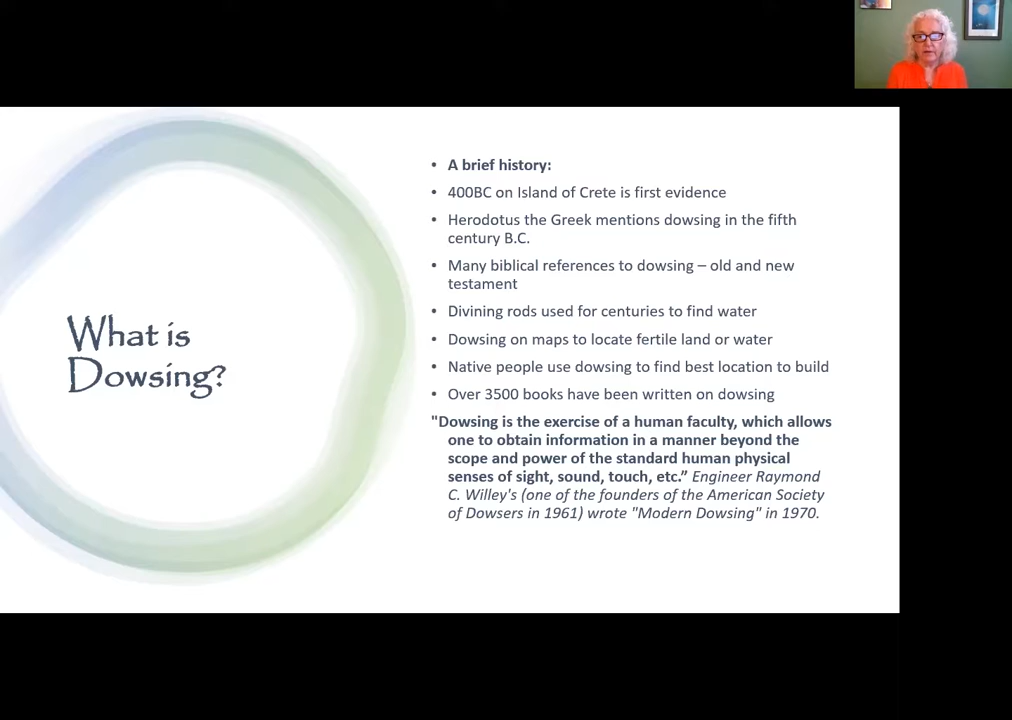 What is
Dowsing?
• A brief history:
• 400BC on Island of Crete is first evidence
• Herodotus the Greek mentions dowsing in the fifth
century B.C.
• Many biblical references to dowsing – old and new
testament
• Divining rods used for centuries to find water
• Dowsing on maps to locate fertile land or water
• Native people use dowsing to find best location to build
• Over 3500 books have been written on dowsing
"Dowsing is the exercise of a human faculty, which allows
one to obtain information in a manner beyond the
scope and power of the standard human physical
senses of sight, sound, touch, etc.” Engineer Raymond
C. Willey's (one of the founders of the American Society
of Dowsers in 1961) wrote "Modern Dowsing" in 1970.